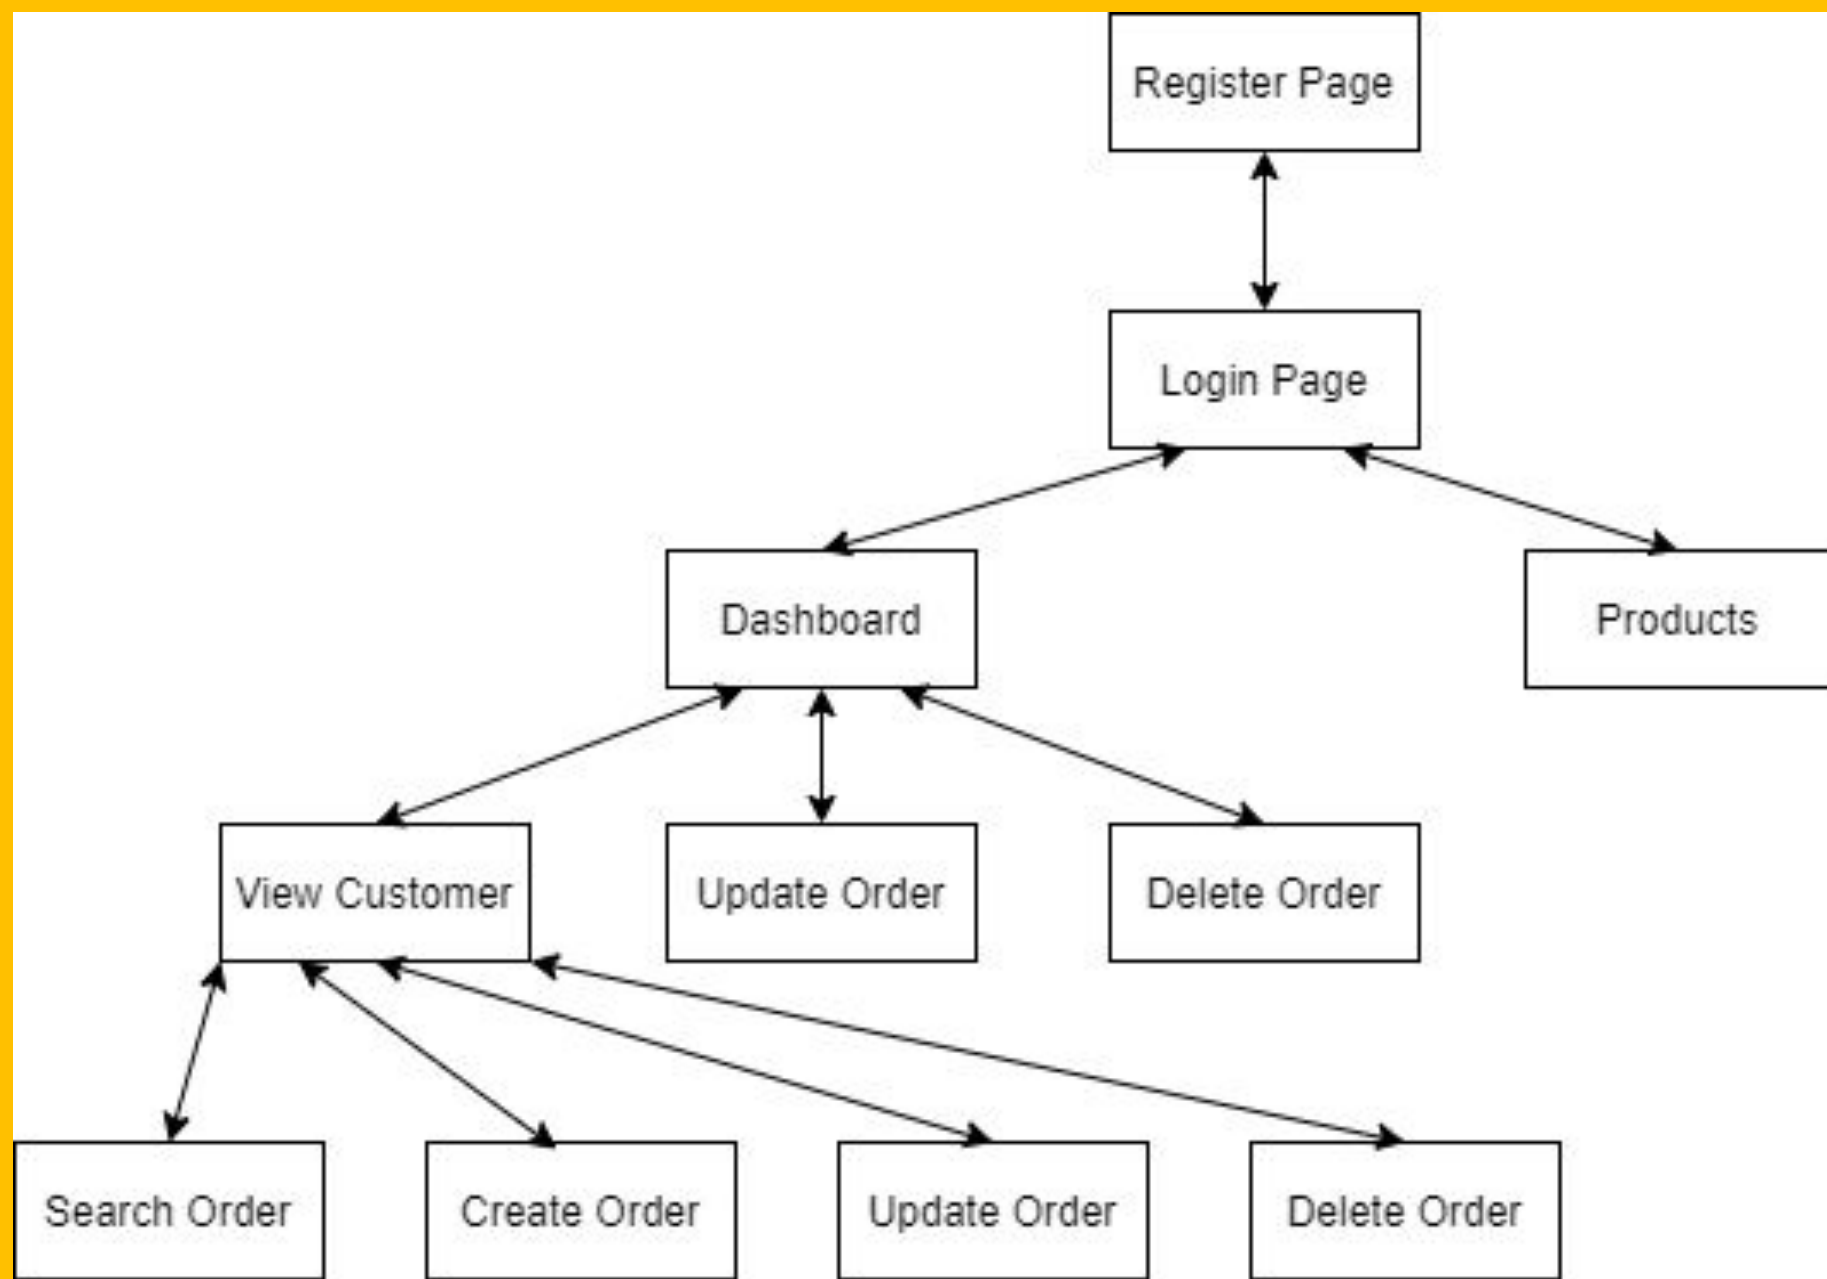 Register Page
Login Page
Dashboard
Products
View Customer
Update Order
Delete Order
Search Order
Create Order
Update Order
Delete Order